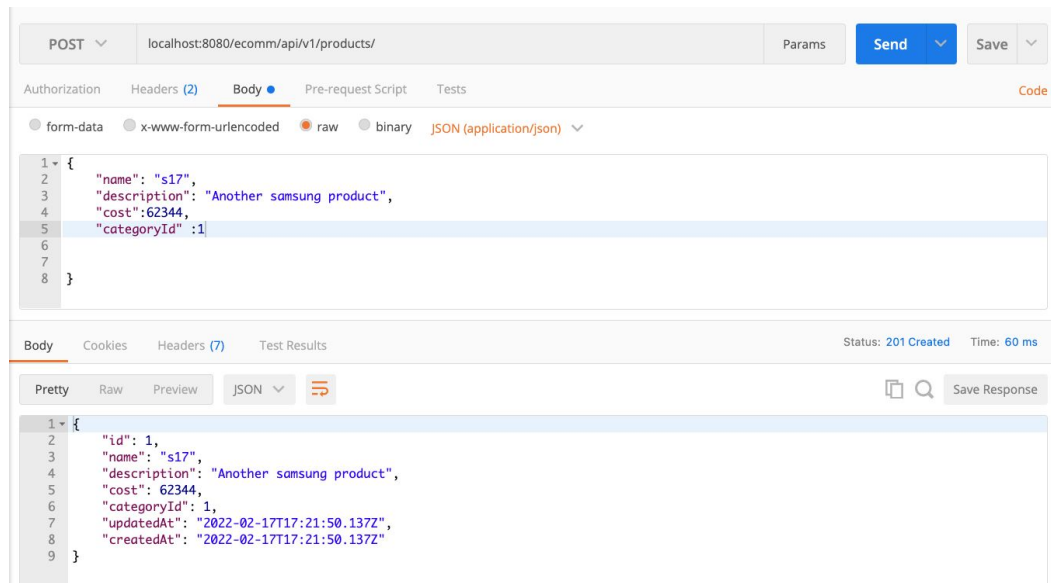 POST localhost:8080/ecomm/api/v1/products/ Params Send Save
Authorization Headers (2) Body Pre-request Script Tests Code
form-data x-www-form-urlencoded raw binary JSON (application/json)
1 {
2 "name": "s17",
3 "description": "Another samsung product",
4 "cost":62344,
5 "categoryId" :1
6
7
8 }
Body Cookies Headers (7) Test Results Status: 201 Created Time: 60 ms
Pretty Raw Preview JSON Save Response
1 {
2 "id": 1,
3 "name": "s17",
4 "description": "Another samsung product",
5 "cost": 62344,
6 "categoryId": 1,
7 "updatedAt": "2022-02-17T17:21:50.137Z",
8 "createdAt": "2022-02-17T17:21:50.137Z"
9 }